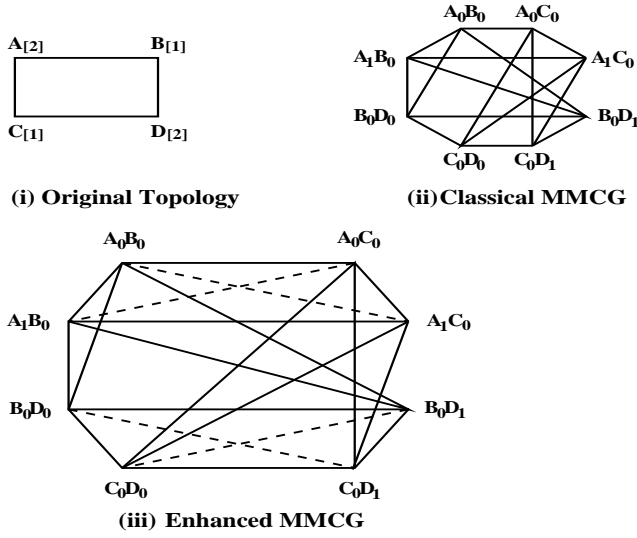 A[2] B[1]
C[1] D[2]
(i) Original Topology
A₀B₀ A₀C₀
A₁B₀ A₁C₀
B₀D₀ B₀D₁
C₀D₀ C₀D₁
(ii) Classical MMCG
A₀B₀ A₀C₀
A₁B₀ A₁C₀
B₀D₀ B₀D₁
C₀D₀ C₀D₁
(iii) Enhanced MMCG